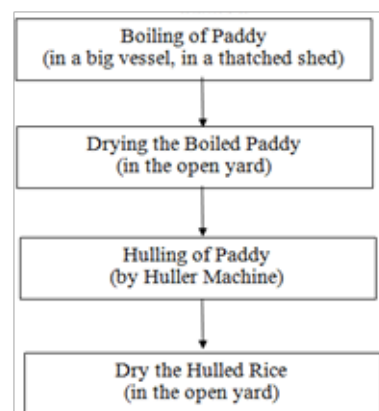 Boiling of Paddy
(in a big vessel, in a thatched shed)
Drying the Boiled Paddy
(in the open yard)
Hulling of Paddy
(by Huller Machine)
Dry the Hulled Rice
(in the open yard)